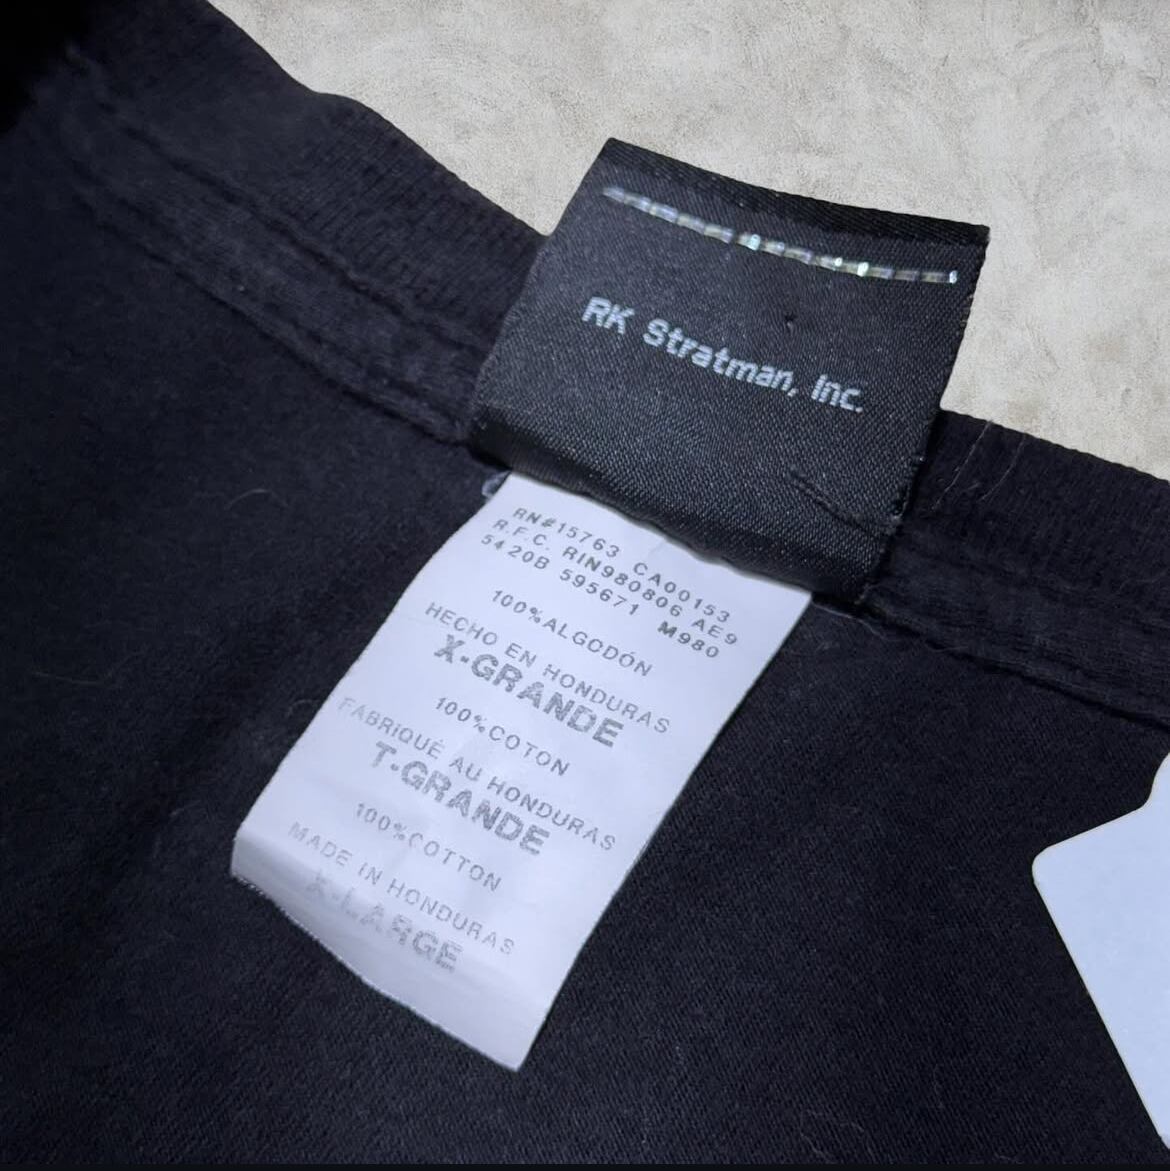 RK Stratman, Inc.
RN#15763 CA00153
R.F.C. RIN980806 AE9
5420B 595671 M980
100%ALGODÓN
HECHO EN HONDURAS
X-GRANDE
100%COTON
FABRIQUÉ AU HONDURAS
T-GRANDE
100%COTTON
MADE IN HONDURAS
X-LARGE